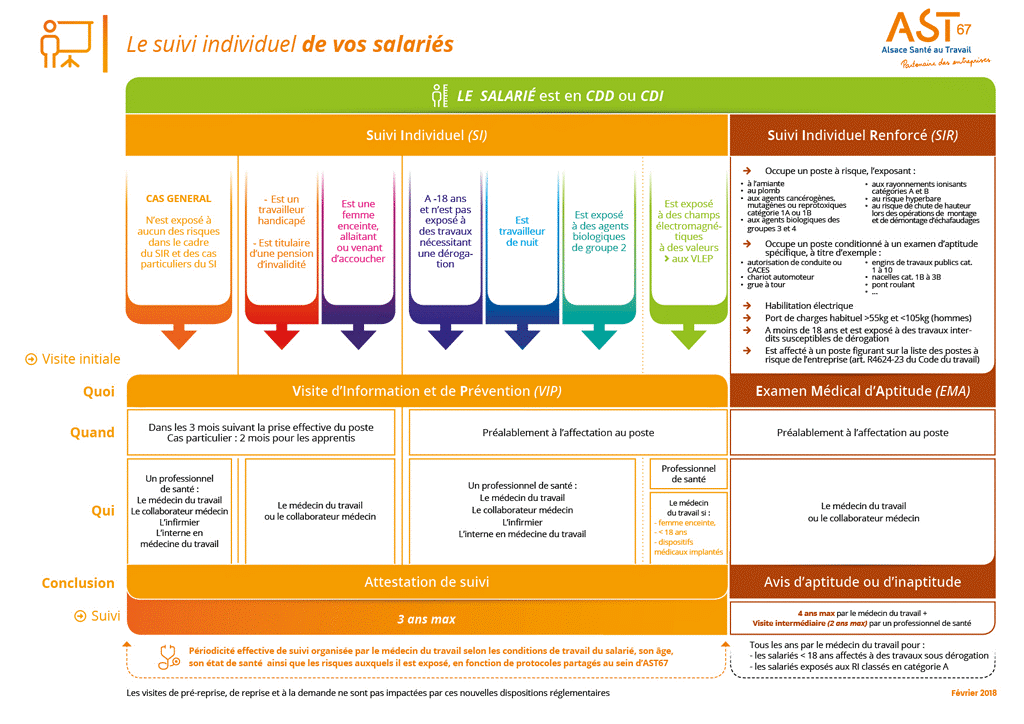 Le suivi individuel de vos salariés
AST 67
Alsace Santé au Travail
Partenaire des entreprises
LE SALARIÉ est en CDD ou CDI
Suivi Individuel (SI)
Suivi Individuel Renforcé (SIR)
CAS GENERAL
N'est exposé à
aucun des risques
dans le cadre
du SIR et des cas
particuliers du SI
- Est un
travailleur
handicapé
- Est titulaire
d'une pension
d'invalidité
Est une
femme
enceinte,
allaitant
ou venant
d'accoucher
A -18 ans
et n'est pas
exposé à
des travaux
nécessitant
une déroga-
tion
Est
travailleur
de nuit
Est exposé
à des agents
biologiques
de groupe 2
Est exposé
à des champs
électromagné-
tiques
à des valeurs
> aux VLEP
→ Occupe un poste à risque, l'exposant :
• à l'amiante
• au plomb
• aux agents cancérogènes,
mutagènes ou reprotoxiques
catégorie 1A ou 1B
• aux agents biologiques des
groupes 3 et 4
• aux rayonnements ionisants
catégories A et B
• au risque hyperbare
• au risque de chute de hauteur
lors des opérations de montage
et de démontage d'échafaudages
→ Occupe un poste conditionné à un examen d'aptitude
spécifique, à titre d'exemple :
• autorisation de conduite ou
CACES
• chariot automoteur
• grue à tour
• engins de travaux publics cat.
1 à 10
• nacelles cat. 1B à 3B
• pont roulant
• ...
→ Habilitation électrique
→ Port de charges habituel >55kg et <105kg (hommes)
→ A moins de 18 ans et est exposé à des travaux inter-
dits susceptibles de dérogation
→ Est affecté à un poste figurant sur la liste des postes à
risque de l'entreprise (art. R4624-23 du Code du travail)
Visite initiale
Quoi
Visite d'Information et de Prévention (VIP)
Examen Médical d'Aptitude (EMA)
Quand
Dans les 3 mois suivant la prise effective du poste
Cas particulier : 2 mois pour les apprentis
Préalablement à l'affectation au poste
Préalablement à l'affectation au poste
Qui
Un professionnel
de santé :
Le médecin du travail
Le collaborateur médecin
L'infirmier
L'interne en
médecine du travail
Le médecin du travail
ou le collaborateur médecin
Un professionnel de santé :
Le médecin du travail
Le collaborateur médecin
L'infirmier
L'interne en médecine du travail
Professionnel
de santé
Le médecin
du travail si :
- femme enceinte,
- < 18 ans
- dispositifs
médicaux implantés
Le médecin du travail
ou le collaborateur médecin
Conclusion
Attestation de suivi
Avis d'aptitude ou d'inaptitude
Suivi
3 ans max
4 ans max par le médecin du travail +
Visite intermédiaire (2 ans max) par un professionnel de santé
Périodicité effective de suivi organisée par le médecin du travail selon les conditions de travail du salarié, son âge,
son état de santé ainsi que les risques auxquels il est exposé, en fonction de protocoles partagés au sein d'AST67
Tous les ans par le médecin du travail pour :
- les salariés < 18 ans affectés à des travaux sous dérogation
- les salariés exposés aux RI classés en catégorie A
Les visites de pré-reprise, de reprise et à la demande ne sont pas impactées par ces nouvelles dispositions réglementaires
Février 2018